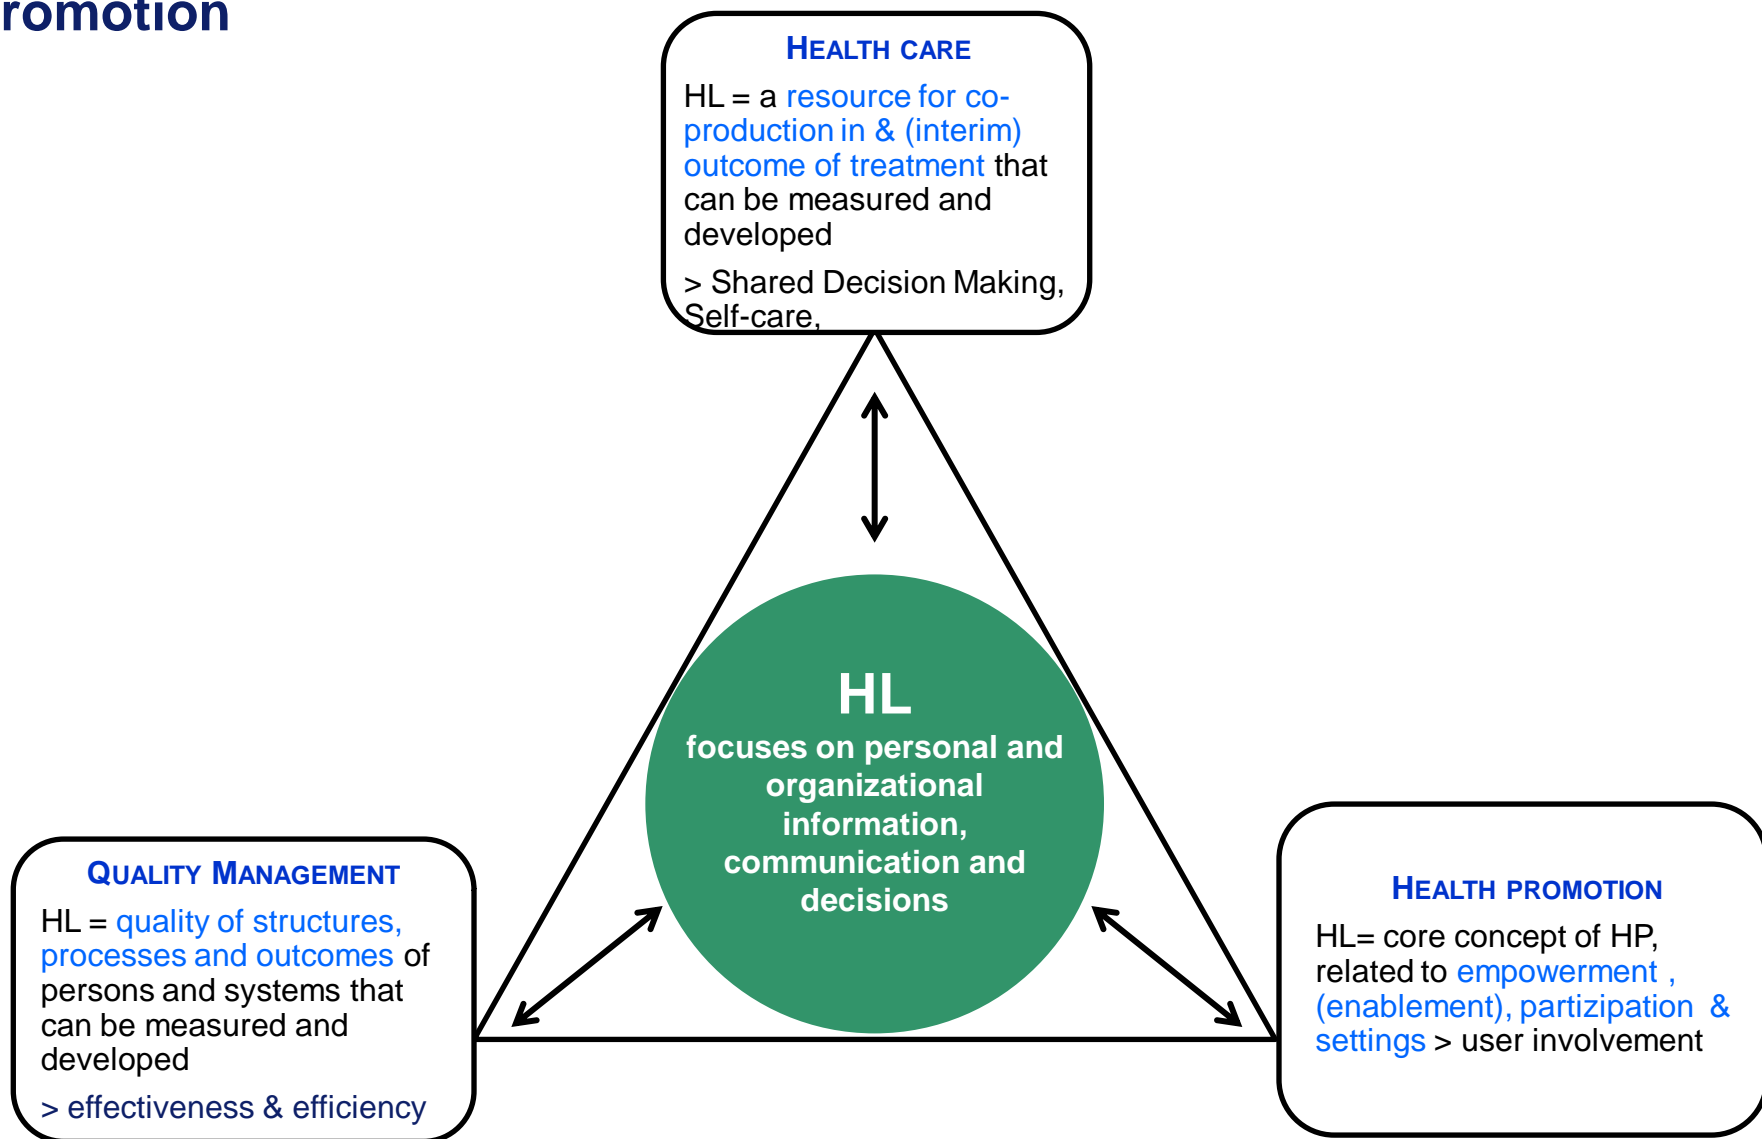 romotion
HEALTH CARE
HL = a resource for co-
production in & (interim)
outcome of treatment that
can be measured and
developed
> Shared Decision Making,
Self-care,
HL
focuses on personal and
organizational
information,
communication and
decisions
QUALITY MANAGEMENT
HL = quality of structures,
processes and outcomes of
persons and systems that
can be measured and
developed
> effectiveness & efficiency
HEALTH PROMOTION
HL= core concept of HP,
related to empowerment ,
(enablement), partizipation &
settings > user involvement